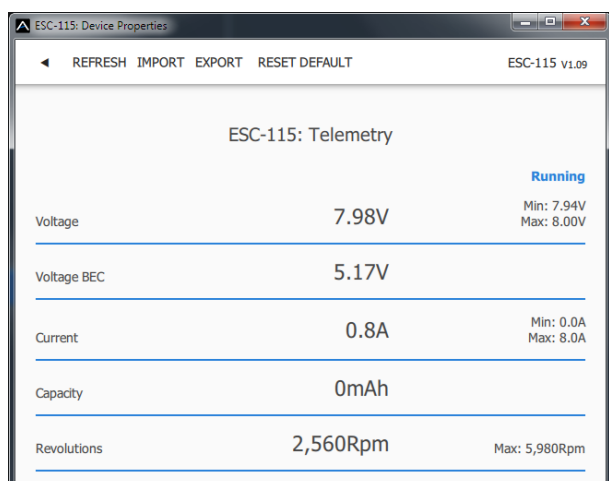 ESC-115: Device Properties
◄ REFRESH IMPORT EXPORT RESET DEFAULT ESC-115 V1.09
ESC-115: Telemetry
Running
Voltage 7.98V Min: 7.94V
Max: 8.00V
Voltage BEC 5.17V
Current 0.8A Min: 0.0A
Max: 8.0A
Capacity 0mAh
Revolutions 2,560Rpm Max: 5,980Rpm